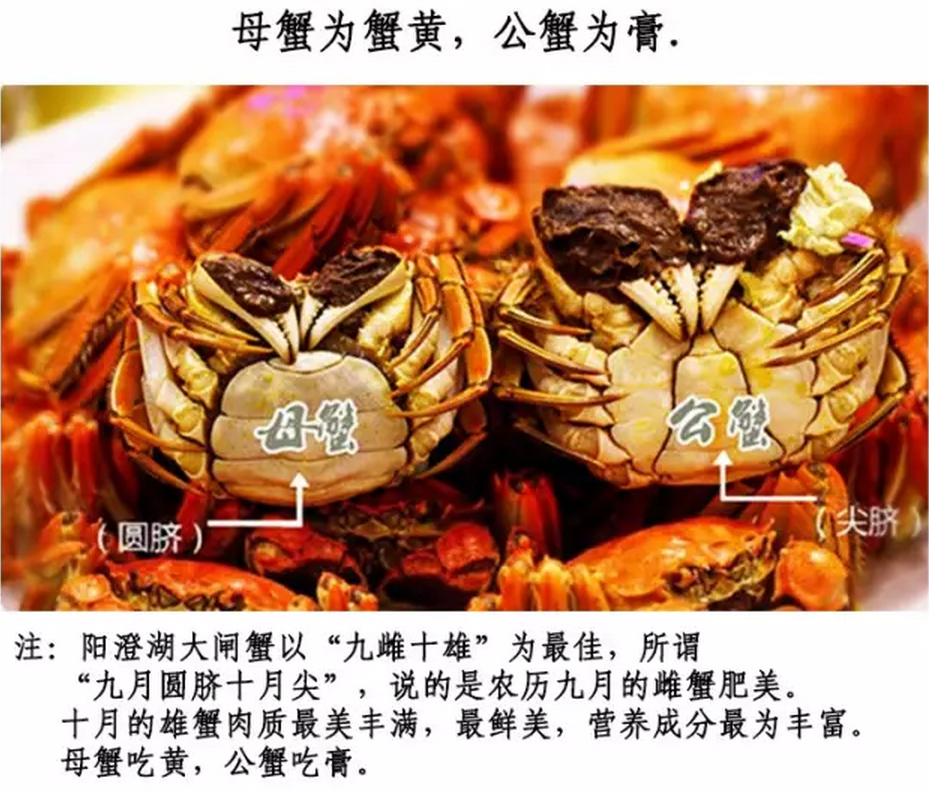 母蟹为蟹黄，公蟹为膏.
母蟹
公蟹
（圆脐）
（尖脐）
注：阳澄湖大闸蟹以“九雌十雄”为最佳，所谓
“九月圆脐十月尖”，说的是农历九月的雌蟹肥美。
十月的雄蟹肉质最美丰满，最鲜美，营养成分最为丰富。
母蟹吃黄，公蟹吃膏。